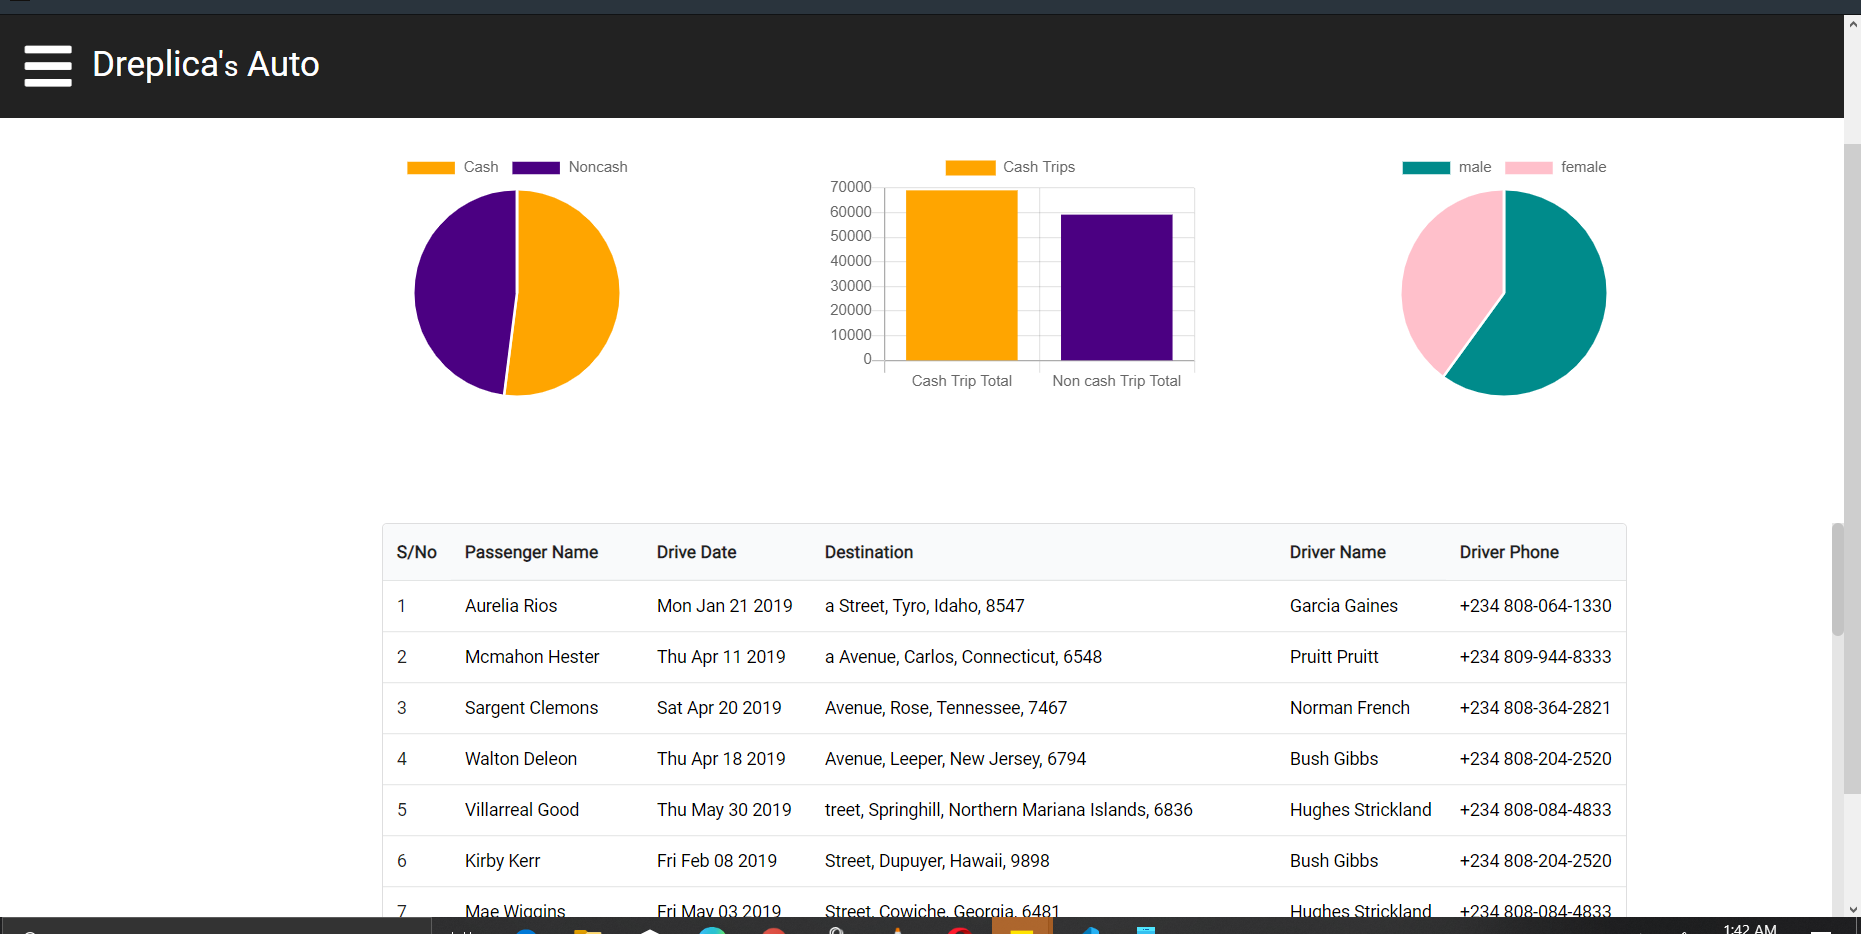 Dreplica's Auto
Cash Noncash
Cash Trips
70000
60000
50000
40000
30000
20000
10000
0
Cash Trip Total Non cash Trip Total
male female
S/No Passenger Name Drive Date Destination Driver Name Driver Phone
1 Aurelia Rios Mon Jan 21 2019 a Street, Tyro, Idaho, 8547 Garcia Gaines +234 808-064-1330
2 Mcmahon Hester Thu Apr 11 2019 a Avenue, Carlos, Connecticut, 6548 Pruitt Pruitt +234 809-944-8333
3 Sargent Clemons Sat Apr 20 2019 Avenue, Rose, Tennessee, 7467 Norman French +234 808-364-2821
4 Walton Deleon Thu Apr 18 2019 Avenue, Leeper, New Jersey, 6794 Bush Gibbs +234 808-204-2520
5 Villarreal Good Thu May 30 2019 treet, Springhill, Northern Mariana Islands, 6836 Hughes Strickland +234 808-084-4833
6 Kirby Kerr Fri Feb 08 2019 Street, Dupuyer, Hawaii, 9898 Bush Gibbs +234 808-204-2520
7 Mae Wiggins Fri May 03 2019 Street, Cowiche, Georgia, 6481 Hughes Strickland +234 808-084-4833
1:42 AM